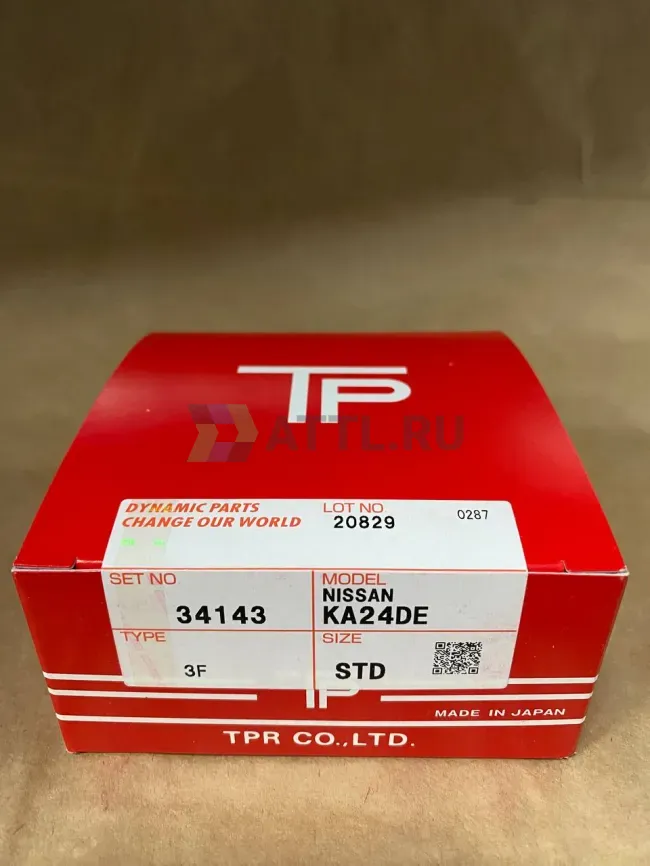 TP
ATTL.RU
DYNAMIC PARTS
CHANGE OUR WORLD
LOT NO.
20829
0287
SET NO
34143
MODEL
NISSAN
KA24DE
TYPE
3F
SIZE
STD
TP
MADE IN JAPAN
TPR CO.,LTD.